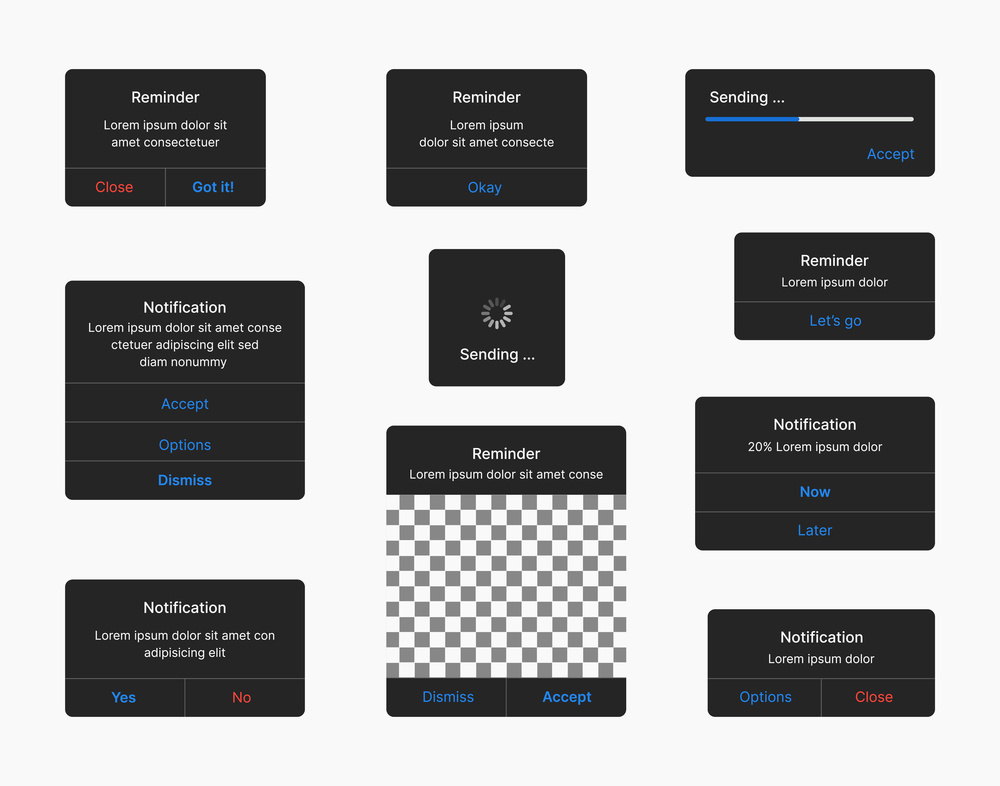 Reminder
Lorem ipsum dolor sit
amet consectetuer
Close
Got it!
Reminder
Lorem ipsum
dolor sit amet consecte
Okay
Sending ...
Accept
Notification
Lorem ipsum dolor sit amet conse
ctetuer adipiscing elit sed
diam nonummy
Accept
Options
Dismiss
Sending ...
Reminder
Lorem ipsum dolor
Let’s go
Reminder
Lorem ipsum dolor sit amet conse
Dismiss
Accept
Notification
20% Lorem ipsum dolor
Now
Later
Notification
Lorem ipsum dolor sit amet con
adipisicing elit
Yes
No
Notification
Lorem ipsum dolor
Options
Close